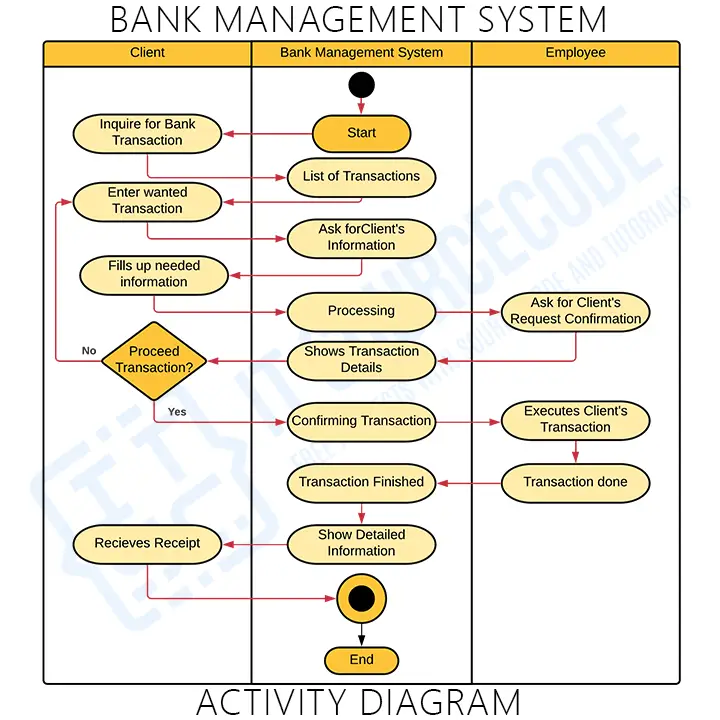 BANK MANAGEMENT SYSTEM
Client
Bank Management System
Employee
Start
Inquire for Bank
Transaction
List of Transactions
Enter wanted
Transaction
Ask forClient's
Information
Fills up needed
information
Processing
Ask for Client's
Request Confirmation
Shows Transaction
Details
Proceed
Transaction?
No
Yes
Confirming Transaction
Executes Client's
Transaction
Transaction done
Transaction Finished
Show Detailed
Information
Recieves Receipt
End
ACTIVITY DIAGRAM